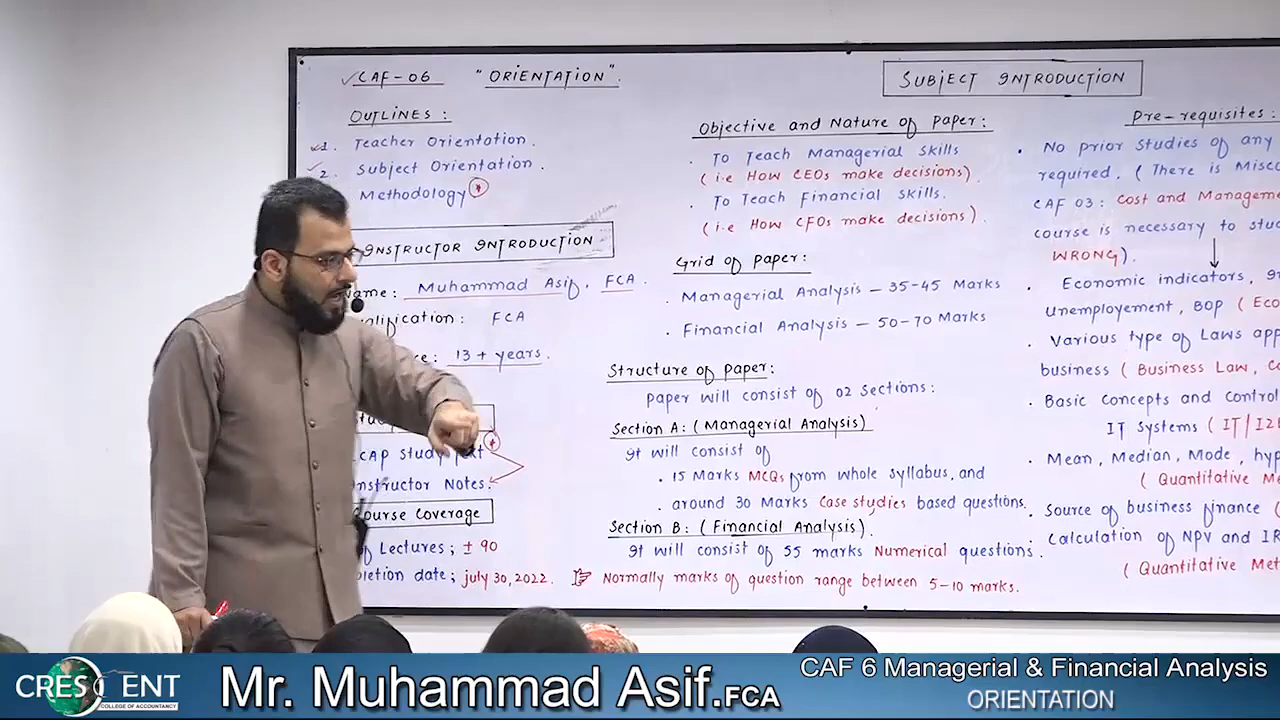 CAF-06 "ORIENTATION".
OUTLINES:
1. Teacher Orientation.
2. Subject Orientation.
Methodology
INSTRUCTOR INTRODUCTION
Name: Muhammad Asif, FCA.
FCA
13+ years.
ICAP Study Text
Instructor Notes.
Course Coverage
of Lectures; ± 90
date; july 30, 2022.
SUBJECT INTRODUCTION
Objective and Nature of paper:
. To Teach Managerial skills
(i.e How CEOs make decisions).
. To Teach Financial skills.
(i.e How CFOs make decisions).
Grid of paper:
. Managerial Analysis – 35-45 Marks
. Financial Analysis – 50-70 Marks
Structure of paper:
paper will consist of 02 sections:
Section A: (Managerial Analysis)
It will consist of
. 15 Marks MCQs from whole syllabus, and
. around 30 Marks Case studies based questions.
Section B: (Financial Analysis).
It will consist of 55 marks Numerical questions.
Normally marks of question range between 5-10 marks.
Pre-requisites:
. No prior studies of any
required. (There is
CAF 03: Cost and
course is necessary to
WRONG).
. Economic indicators,
unemployement, BOP
. Various type of Laws
business (Business Law,
. Basic concepts and
IT Systems (IT/
. Mean, Median, Mode,
(Quantitative
. Source of business finance (
. Calculation of NPV and
(Quantitative
CRESCENT
COLLEGE OF ACCOUNTANCY
Mr. Muhammad Asif.FCA
CAF 6 Managerial & Financial Analysis
ORIENTATION